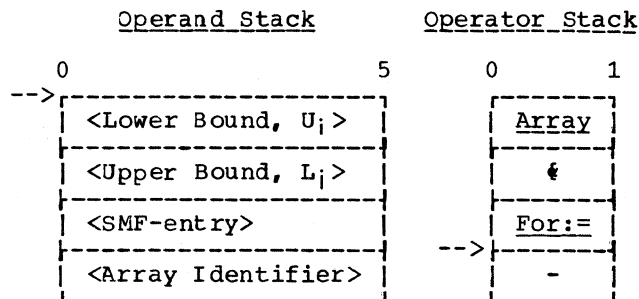 Operand Stack Operator Stack
0 5 0 1
-->
<Lower Bound, Ui> Array
<Upper Bound, Li>
<SMF-entry> For:=
-->
<Array Identifier> -